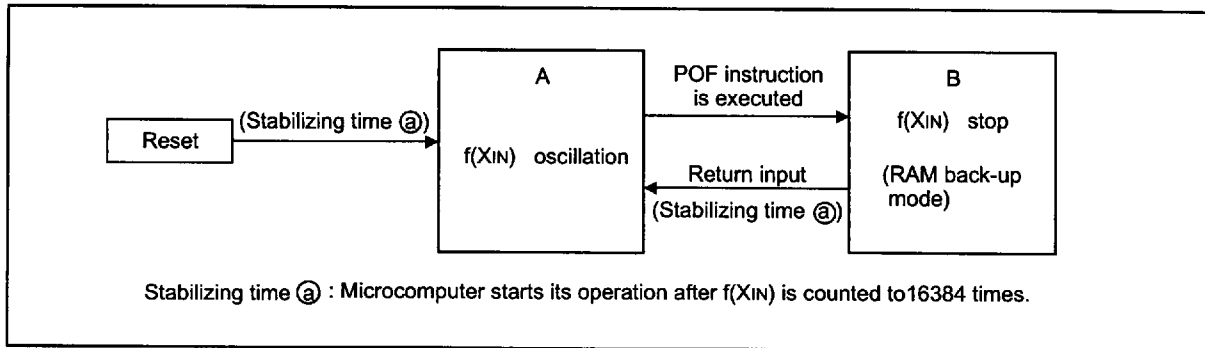 Reset
(Stabilizing time ⓐ)
A
f(XIN) oscillation
POF instruction
is executed
Return input
(Stabilizing time ⓐ)
B
f(XIN) stop
(RAM back-up
mode)
Stabilizing time ⓐ : Microcomputer starts its operation after f(XIN) is counted to16384 times.